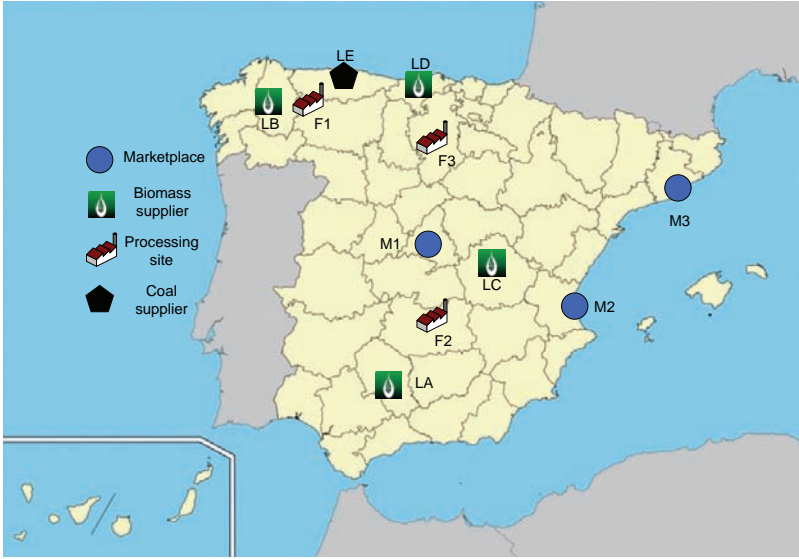 LE
LD
LB
F1
F3
Marketplace
Biomass
supplier
Processing
site
Coal
supplier
M3
M1
LC
M2
F2
LA